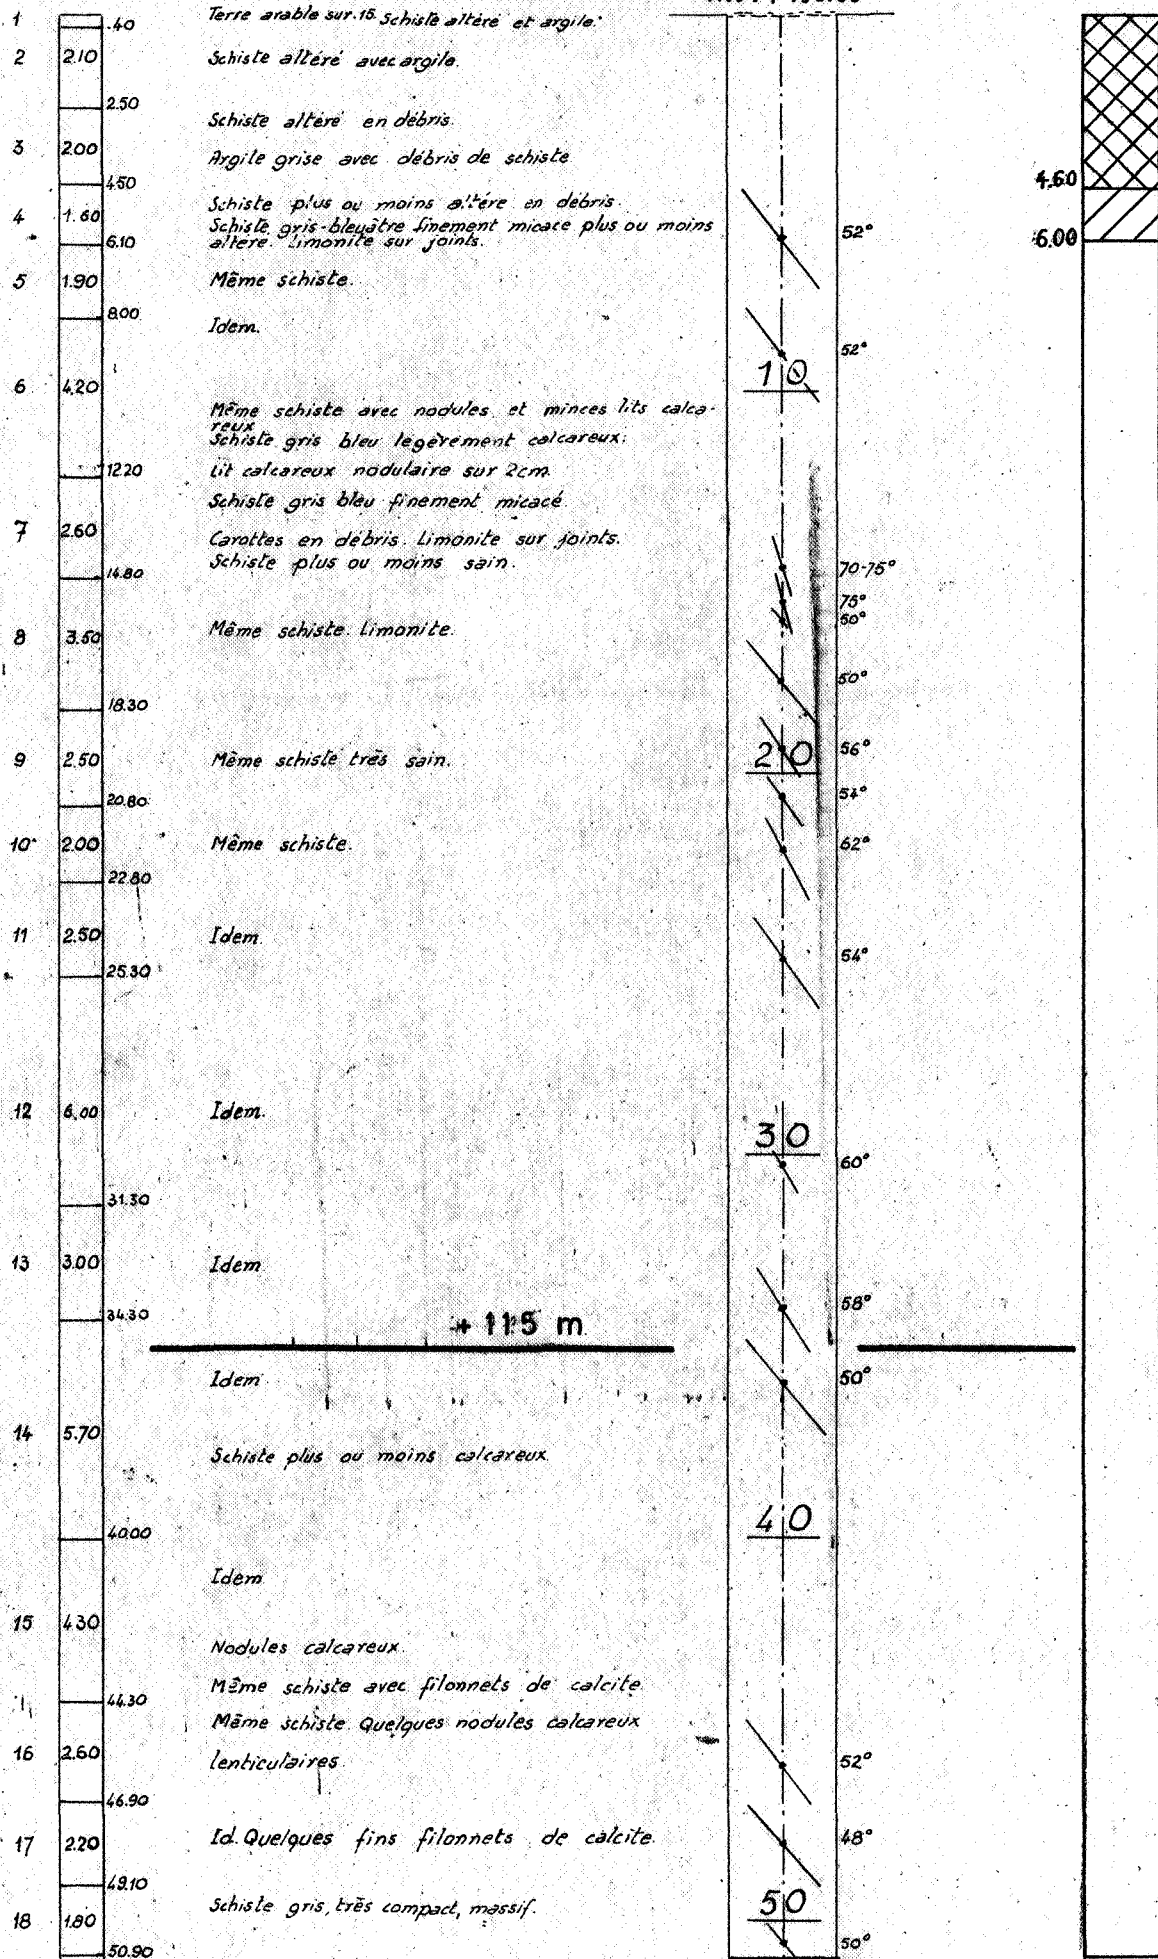 1 .40 Terre arable sur.15. Schiste altéré et argile.
2 2.10 Schiste altéré avec argile.
2.50
Schiste altéré en débris.
3 2.00 Argile grise avec débris de schiste
4.50 4.60
Schiste plus ou moins altéré en débris.
4 1.60 Schiste gris-bleuâtre finement micacé plus ou moins 52°
6.10 altéré. Limonite sur joints. 6.00
5 1.90 Même schiste.
8.00
Idem. 52°
10
6 4.20
Même schiste avec nodules et minces lits calca-
reux
Schiste gris bleu légèrement calcareux.
12.20 Lit calcareux nodulaire sur 2cm.
Schiste gris bleu finement micacé.
7 2.60 Carottes en débris. Limonite sur joints.
Schiste plus ou moins sain.
14.80 70-75°
75°
50°
8 3.50 Même schiste. Limonite.
50°
18.30
9 2.50 Même schiste très sain. 20 56°
20.80 54°
10 2.00 Même schiste. 62°
22.80
11 2.50 Idem. 54°
25.30
12 6.00 Idem.
30
60°
31.30
13 3.00 Idem
34.30 58°
+ 115 m
Idem 50°
14 5.70
Schiste plus ou moins calcareux.
40
40.00
Idem
15 4.30
Nodules calcareux.
Même schiste avec filonnets de calcite.
44.30
Même schiste. Quelques nodules calcareux
16 2.60 lenticulaires. 52°
46.90
17 2.20 Id. Quelques fins filonnets de calcite. 48°
49.10
Schiste gris, très compact, massif. 50
18 1.80
50.90 50°